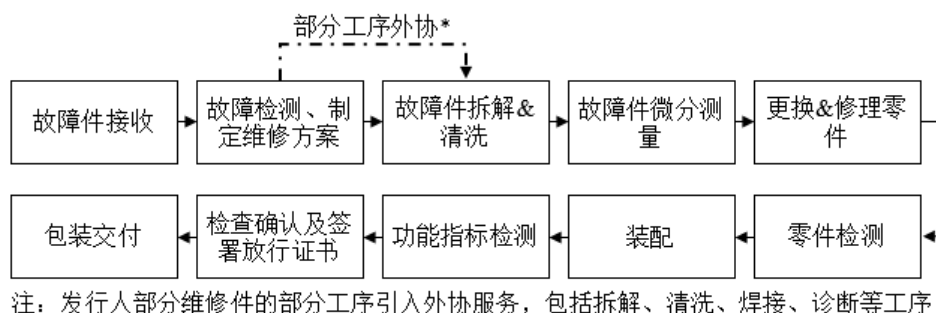 部分工序外协*
故障件接收
故障检测、制
定维修方案
故障件拆解&
清洗
故障件微分测
量
更换&修理零
件
包装交付
检查确认及签
署放行证书
功能指标检测
装配
零件检测
注：发行人部分维修件的部分工序引入外协服务，包括拆解、清洗、焊接、诊断等工序